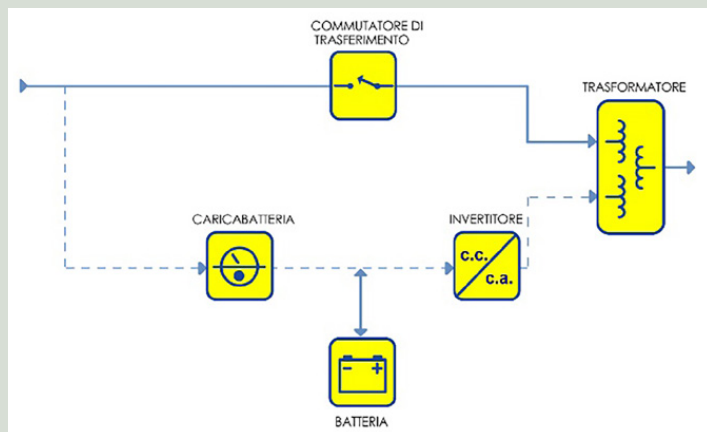 COMMUTATORE DI
TRASFERIMENTO
TRASFORMATORE
CARICABATTERIA
INVERTITORE
c.c.
c.a.
- +
BATTERIA